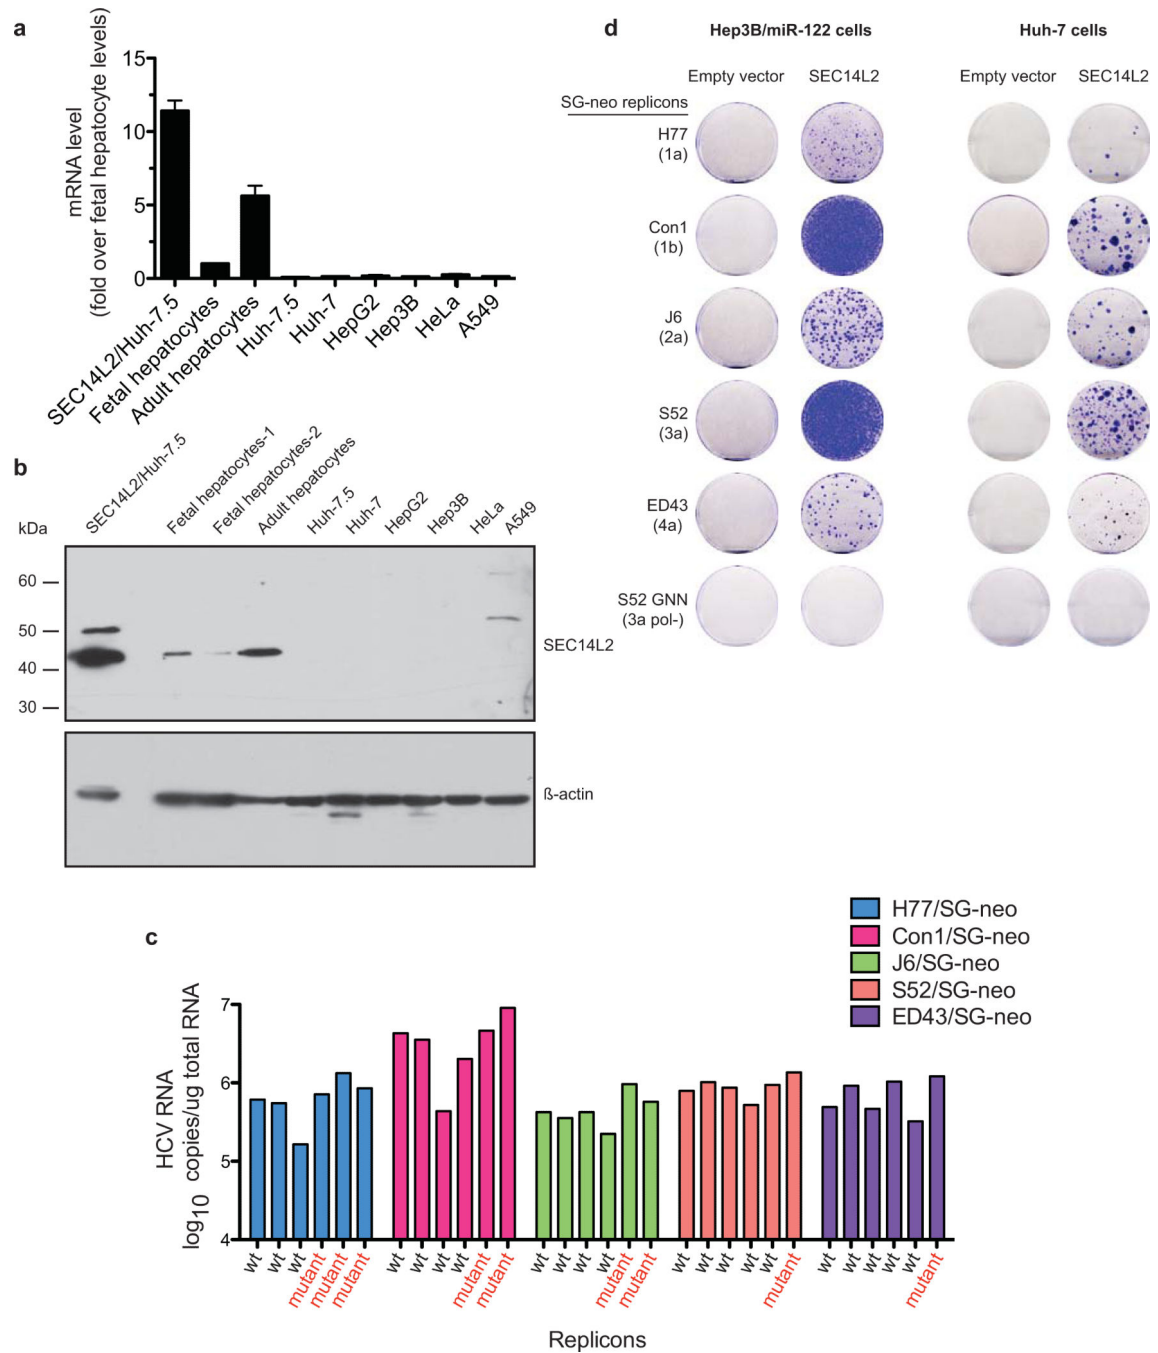 a
mRNA level
(fold over fetal hepatocyte levels)
15
10
5
0
SEC14L2/Huh-7.5
Fetal hepatocytes
Adult hepatocytes
Huh-7.5
Huh-7
HepG2
Hep3B
HeLa
A549
b
kDa
60
50
40
30
SEC14L2/Huh-7.5
Fetal hepatocytes-1
Fetal hepatocytes-2
Adult hepatocytes
Huh-7.5
Huh-7
HepG2
Hep3B
HeLa
A549
SEC14L2
ß-actin
d
Hep3B/miR-122 cells
Huh-7 cells
Empty vector
SEC14L2
Empty vector
SEC14L2
SG-neo replicons
H77
(1a)
Con1
(1b)
J6
(2a)
S52
(3a)
ED43
(4a)
S52 GNN
(3a pol-)
c
H77/SG-neo
Con1/SG-neo
J6/SG-neo
S52/SG-neo
ED43/SG-neo
HCV RNA
log10 copies/ug total RNA
7
6
5
4
wt
wt
wt
mutant
mutant
mutant
wt
wt
wt
wt
mutant
mutant
wt
wt
wt
wt
mutant
mutant
wt
wt
wt
wt
wt
mutant
wt
wt
wt
wt
wt
mutant
Replicons